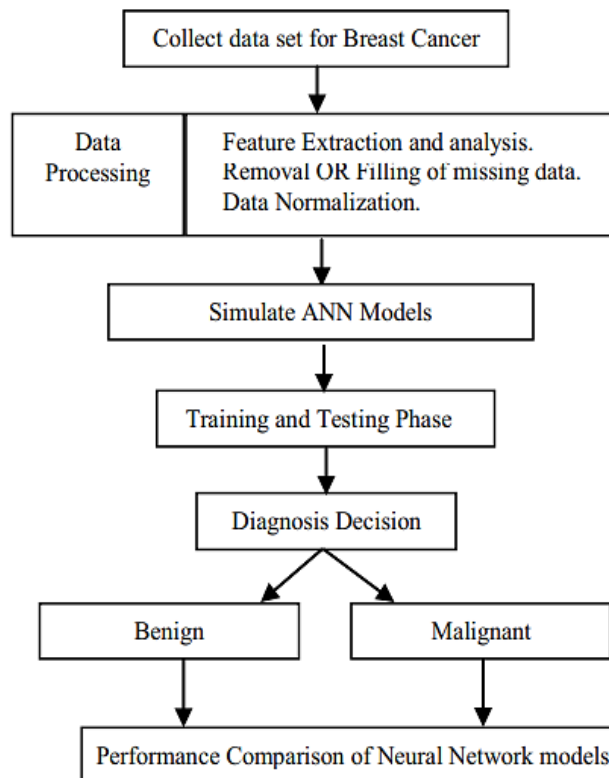 Collect data set for Breast Cancer
Data
Processing
Feature Extraction and analysis.
Removal OR Filling of missing data.
Data Normalization.
Simulate ANN Models
Training and Testing Phase
Diagnosis Decision
Benign
Malignant
Performance Comparison of Neural Network models